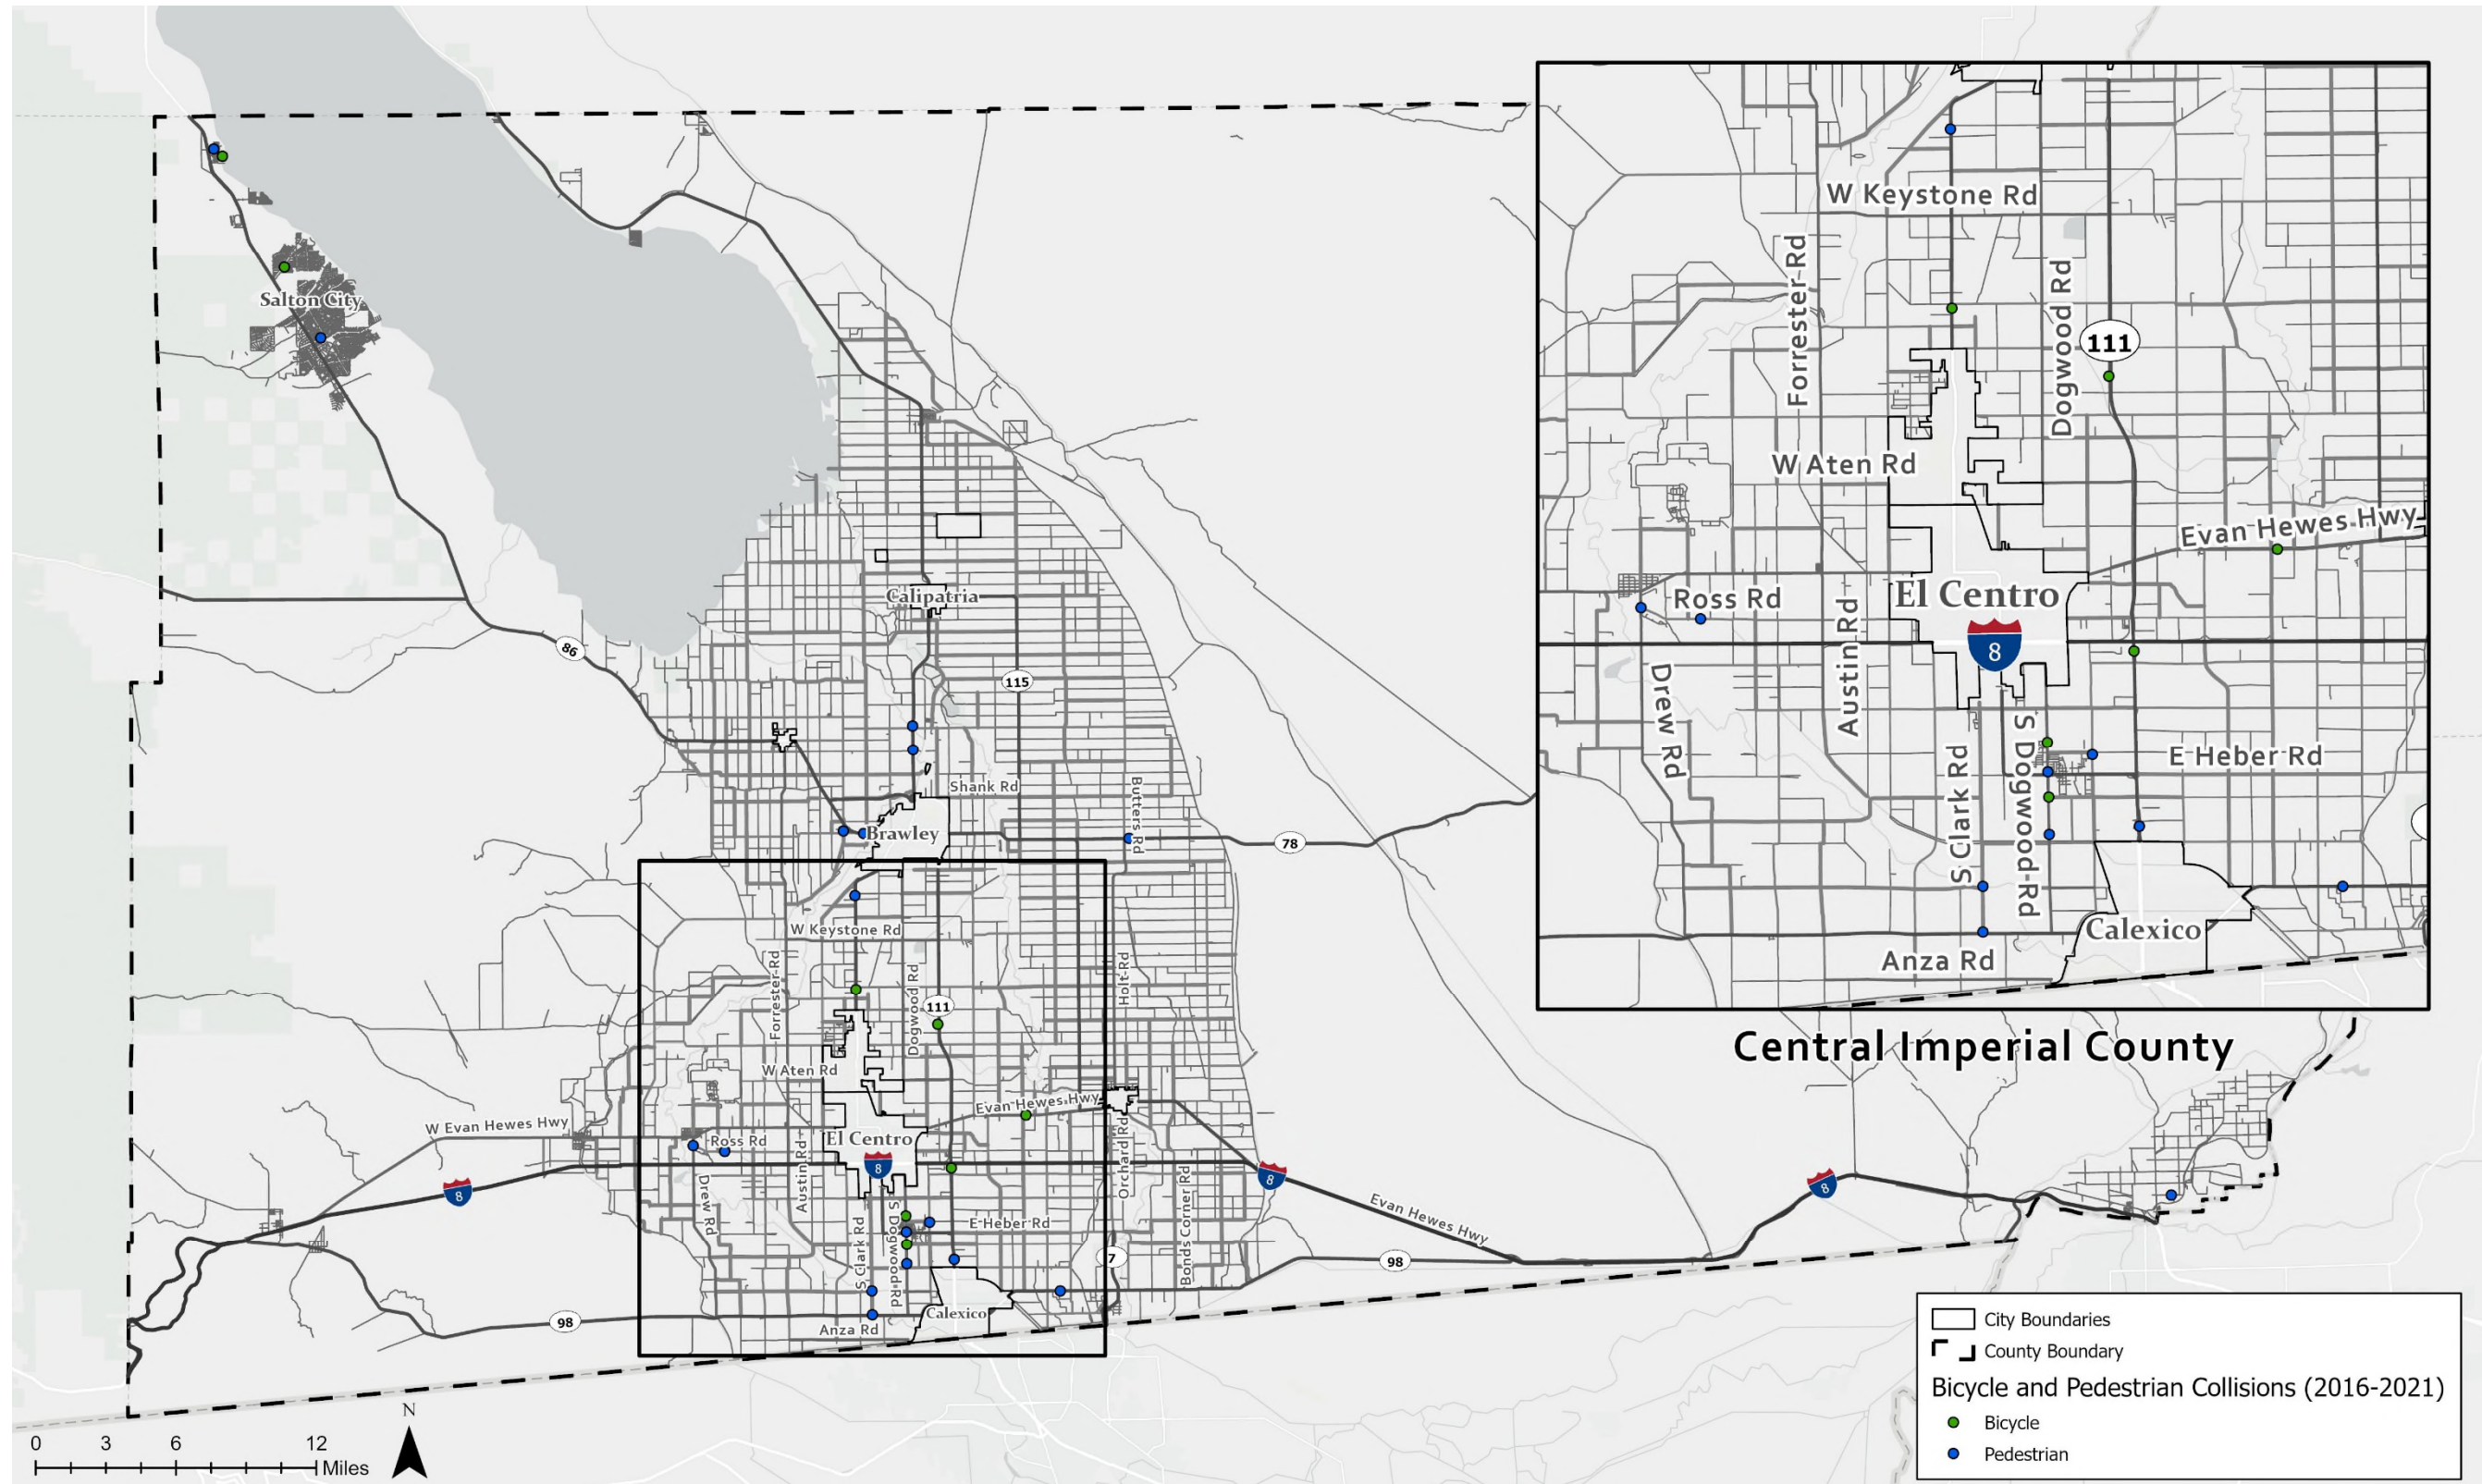 Salton City
86
Calipatria
115
Shank Rd
Butters Rd
Brawley
78
W Keystone Rd
Forrester Rd
Dogwood Rd
111
Holt Rd
W Aten Rd
Evan Hewes Hwy
W Evan Hewes Hwy
Ross Rd
El Centro
8
8
8
8
Austin Rd
Orchard Rd
Drew Rd
S Clark Rd
S Dogwood Rd
E Heber Rd
Bonds Corner Rd
Evan Hewes Hwy
7
98
98
Calexico
Anza Rd
W Keystone Rd
Forrester Rd
Dogwood Rd
111
W Aten Rd
Evan Hewes Hwy
Ross Rd
El Centro
8
Austin Rd
Drew Rd
S Clark Rd
S Dogwood Rd
E Heber Rd
Calexico
Anza Rd
Central Imperial County
City Boundaries
County Boundary
Bicycle and Pedestrian Collisions (2016-2021)
Bicycle
Pedestrian
N
0 3 6 12
Miles